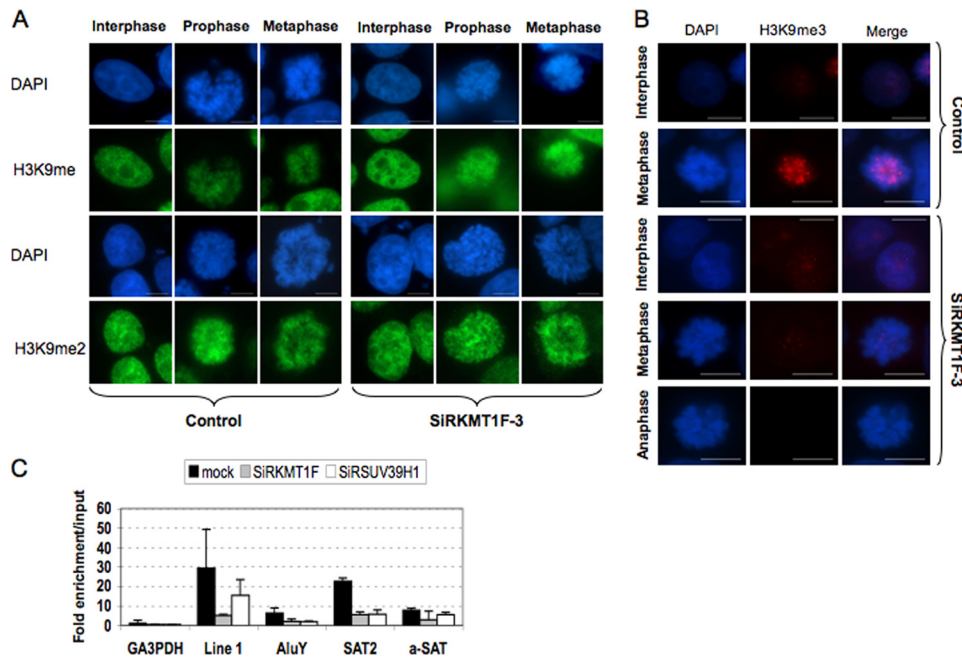 A
Interphase Prophase Metaphase Interphase Prophase Metaphase
DAPI
H3K9me
DAPI
H3K9me2
Control SiRKMT1F-3
B
DAPI H3K9me3 Merge
Interphase
Metaphase
Control
Interphase
Metaphase
Anaphase
SiRKMT1F-3
C
mock SiRKMT1F SiRSUV39H1
Fold enrichment/input
60
50
40
30
20
10
0
GA3PDH Line 1 AluY SAT2 a-SAT